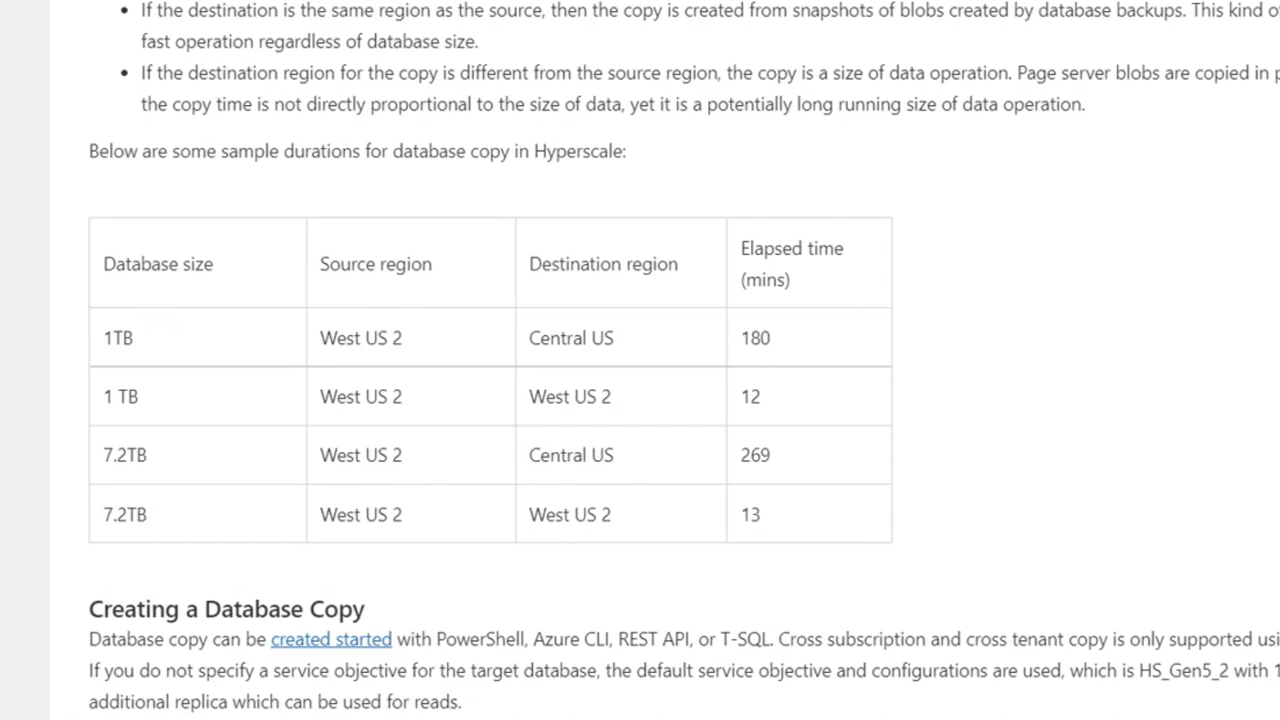 • If the destination is the same region as the source, then the copy is created from snapshots of blobs created by database backups. This kind
fast operation regardless of database size.
• If the destination region for the copy is different from the source region, the copy is a size of data operation. Page server blobs are copied in
the copy time is not directly proportional to the size of data, yet it is a potentially long running size of data operation.
Below are some sample durations for database copy in Hyperscale:
Database size Source region Destination region Elapsed time (mins)
1TB West US 2 Central US 180
1 TB West US 2 West US 2 12
7.2TB West US 2 Central US 269
7.2TB West US 2 West US 2 13
Creating a Database Copy
Database copy can be created started with PowerShell, Azure CLI, REST API, or T-SQL. Cross subscription and cross tenant copy is only supported
If you do not specify a service objective for the target database, the default service objective and configurations are used, which is HS_Gen5_2 with 1
additional replica which can be used for reads.